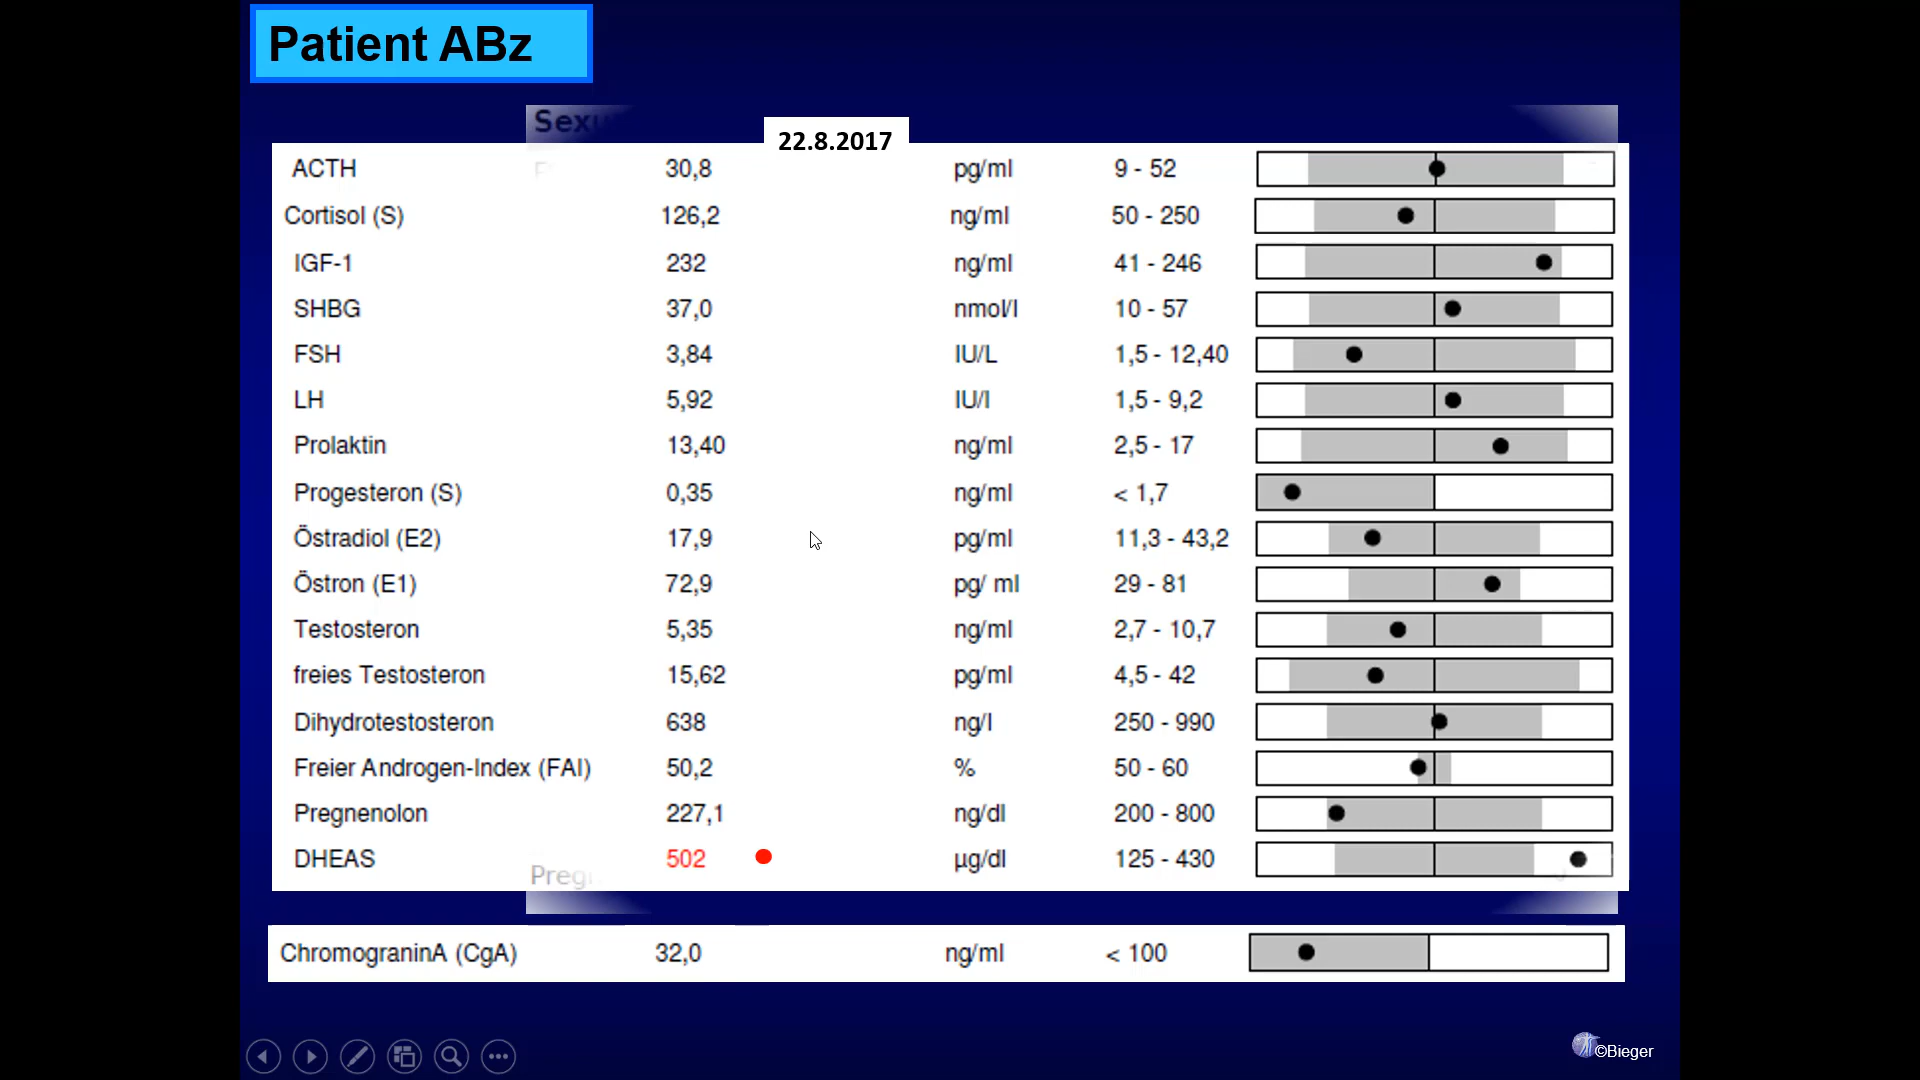 Patient ABz
Sexu
22.8.2017
ACTH 30,8 pg/ml 9 - 52
Cortisol (S) 126,2 ng/ml 50 - 250
IGF-1 232 ng/ml 41 - 246
SHBG 37,0 nmol/l 10 - 57
FSH 3,84 IU/L 1,5 - 12,40
LH 5,92 IU/l 1,5 - 9,2
Prolaktin 13,40 ng/ml 2,5 - 17
Progesteron (S) 0,35 ng/ml < 1,7
Östradiol (E2) 17,9 pg/ml 11,3 - 43,2
Östron (E1) 72,9 pg/ ml 29 - 81
Testosteron 5,35 ng/ml 2,7 - 10,7
freies Testosteron 15,62 pg/ml 4,5 - 42
Dihydrotestosteron 638 ng/l 250 - 990
Freier Androgen-Index (FAI) 50,2 % 50 - 60
Pregnenolon 227,1 ng/dl 200 - 800
DHEAS 502 µg/dl 125 - 430
Preg
ChromograninA (CgA) 32,0 ng/ml < 100
©Bieger